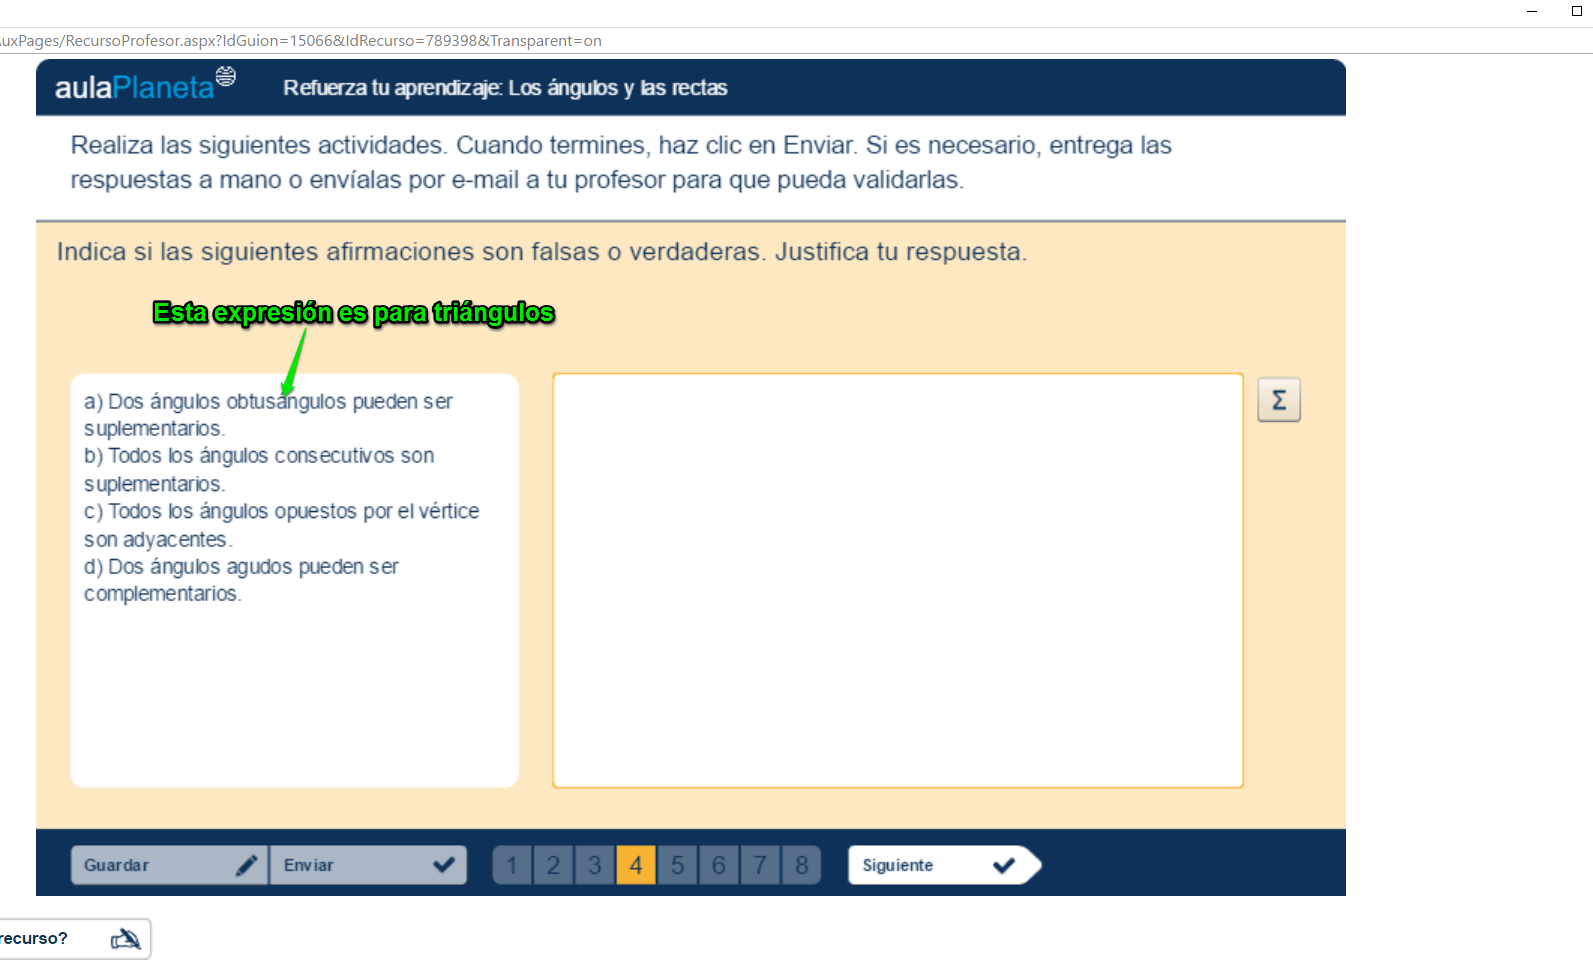 uxPages/RecursoProfesor.aspx?IdGuion=15066&IdRecurso=789398&Transparent=on
aulaPlaneta
Refuerza tu aprendizaje: Los ángulos y las rectas
Realiza las siguientes actividades. Cuando termines, haz clic en Enviar. Si es necesario, entrega las
respuestas a mano o envíalas por e-mail a tu profesor para que pueda validarlas.
Indica si las siguientes afirmaciones son falsas o verdaderas. Justifica tu respuesta.
Esta expresión es para triángulos
a) Dos ángulos obtusángulos pueden ser
suplementarios.
b) Todos los ángulos consecutivos son
suplementarios.
c) Todos los ángulos opuestos por el vértice
son adyacentes.
d) Dos ángulos agudos pueden ser
complementarios.
Σ
Guardar Enviar 1 2 3 4 5 6 7 8 Siguiente
recurso?